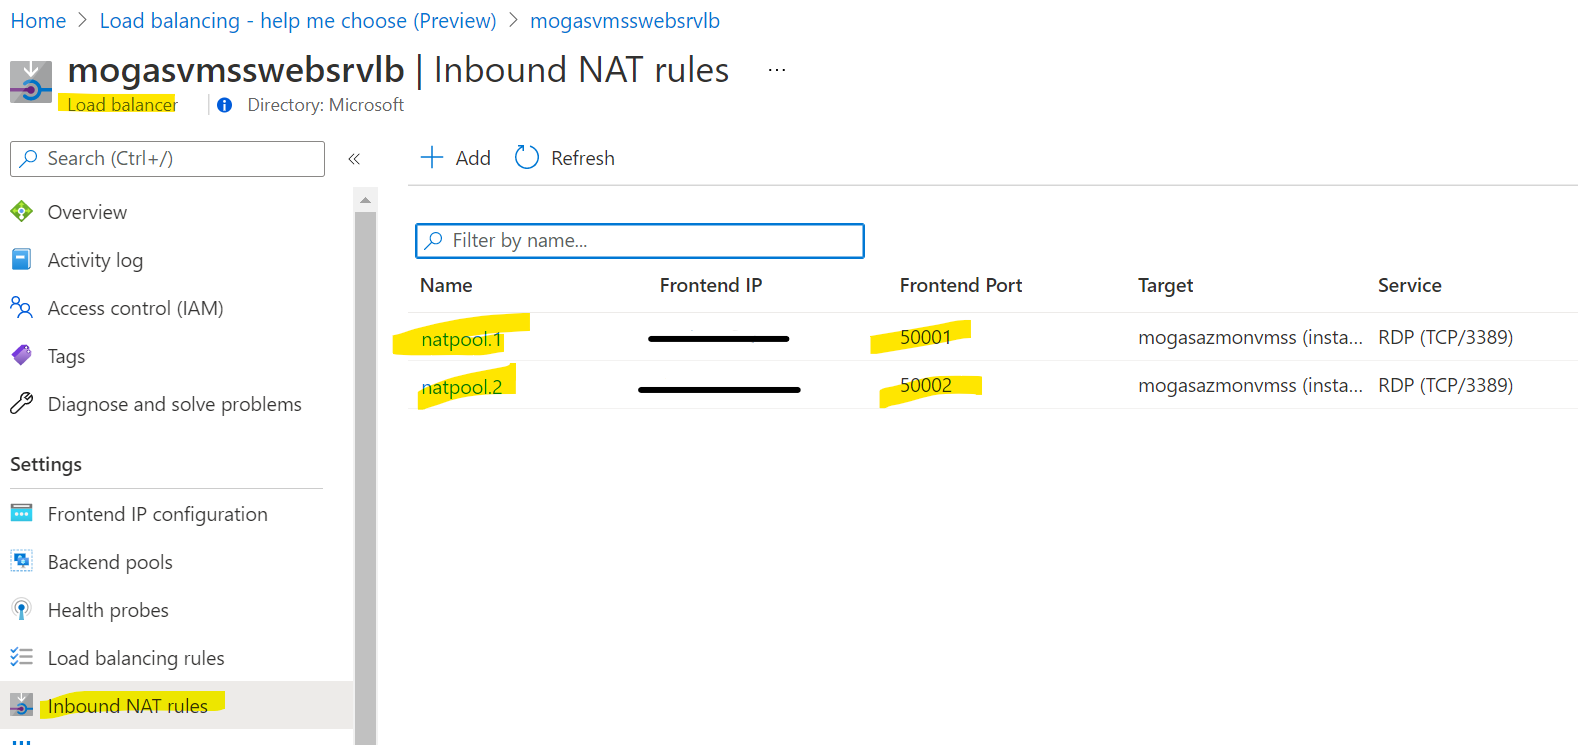 Home > Load balancing - help me choose (Preview) > mogasvmsswebsrvlb
mogasvmsswebsrvlb | Inbound NAT rules ...
Load balancer Directory: Microsoft
Search (Ctrl+/) «
Add Refresh
Overview
Activity log
Access control (IAM)
Tags
Diagnose and solve problems
Settings
Frontend IP configuration
Backend pools
Health probes
Load balancing rules
Inbound NAT rules
Filter by name...
Name Frontend IP Frontend Port Target Service
natpool.1 50001 mogasazmonvmss (insta... RDP (TCP/3389)
natpool.2 50002 mogasazmonvmss (insta... RDP (TCP/3389)